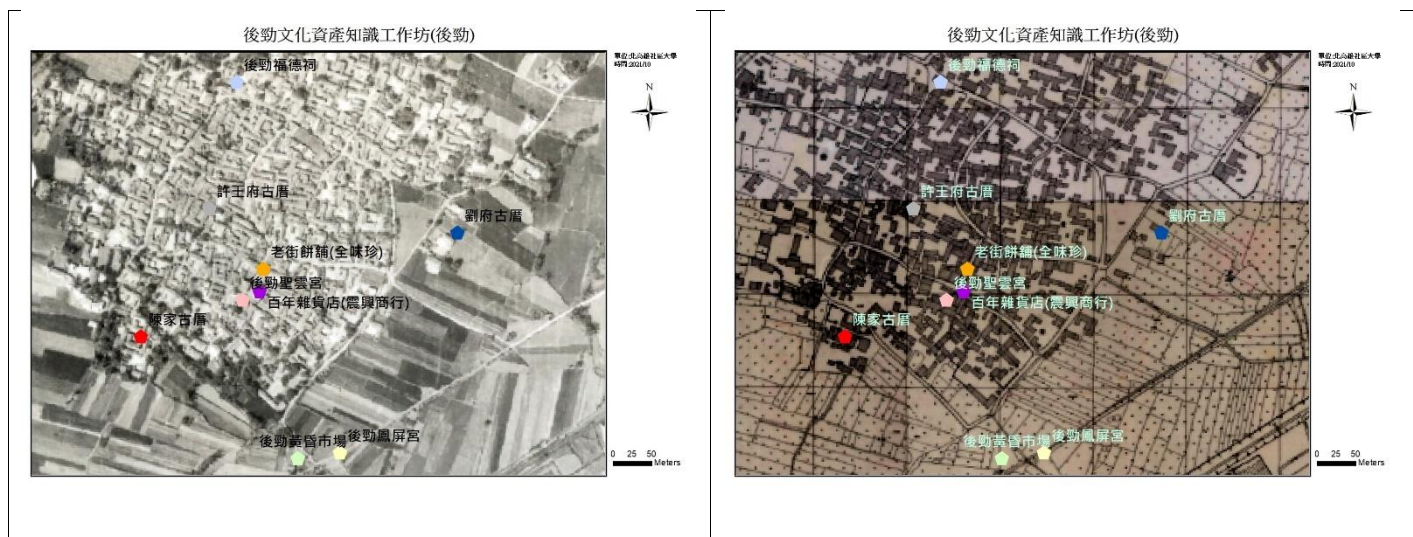 後勁文化資產知識工作坊(後勁)
單位:北高雄社區大學
時間:2021/10
N
後勁福德祠
許王府古厝
劉府古厝
老街餅舖(全味珍)
後勁聖雲宮
百年雜貨店(震興商行)
陳家古厝
後勁黃昏市場
後勁鳳屏宮
0 25 50
Meters
後勁文化資產知識工作坊(後勁)
單位:北高雄社區大學
時間:2021/10
N
後勁福德祠
許王府古厝
劉府古厝
老街餅舖(全味珍)
後勁聖雲宮
百年雜貨店(震興商行)
陳家古厝
後勁黃昏市場
後勁鳳屏宮
0 25 50
Meters